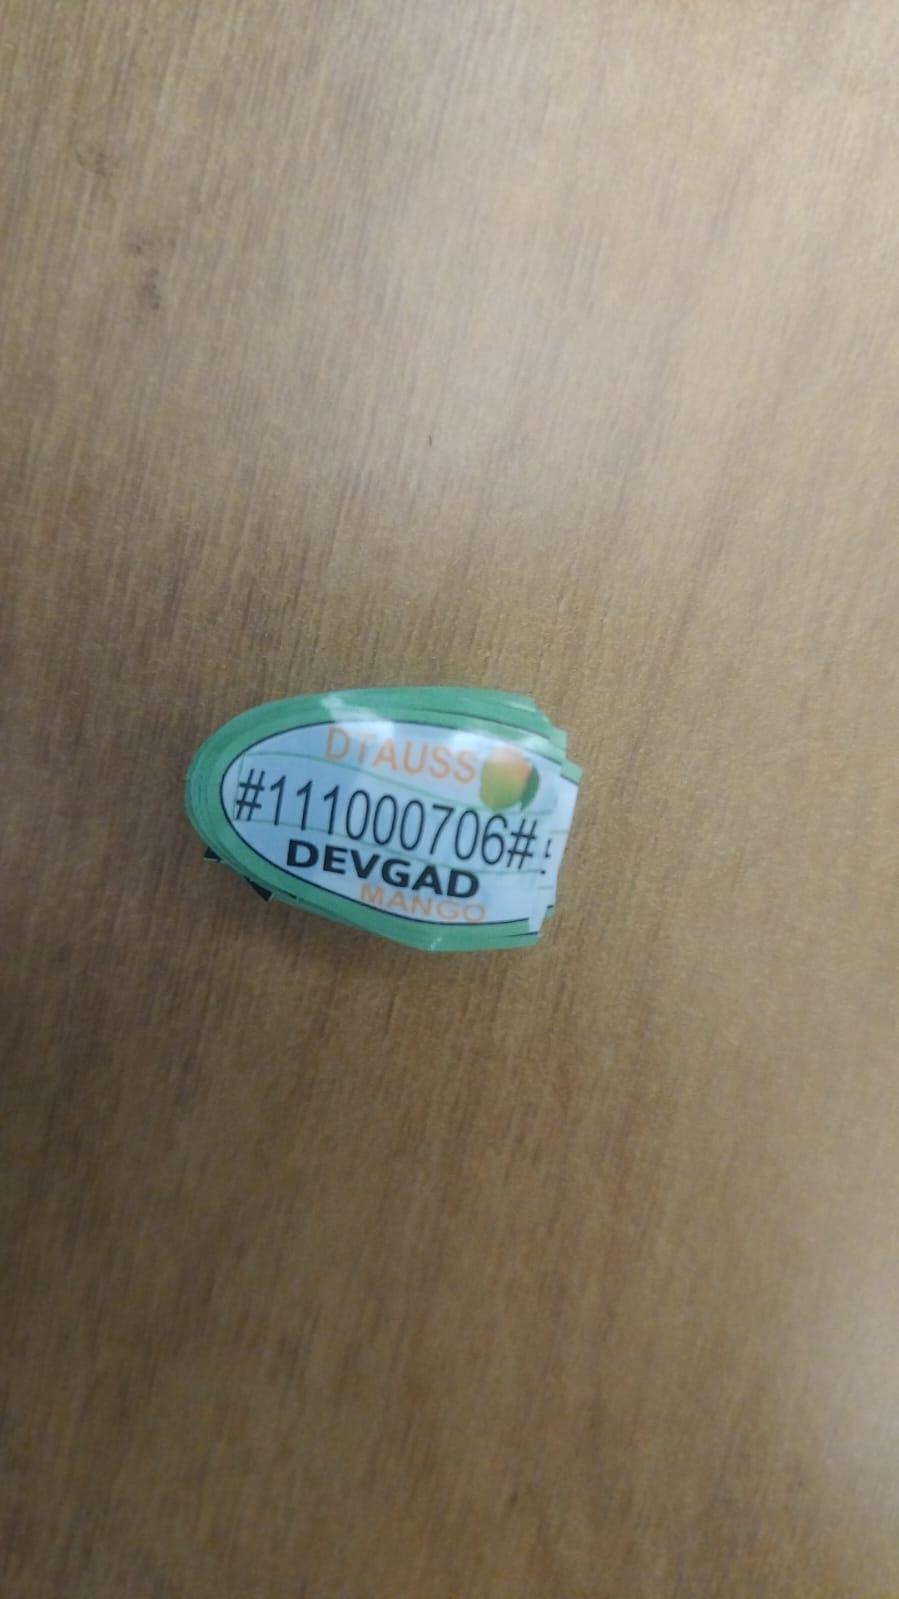 DTAUSS
#111000706#
DEVGAD
MANGO